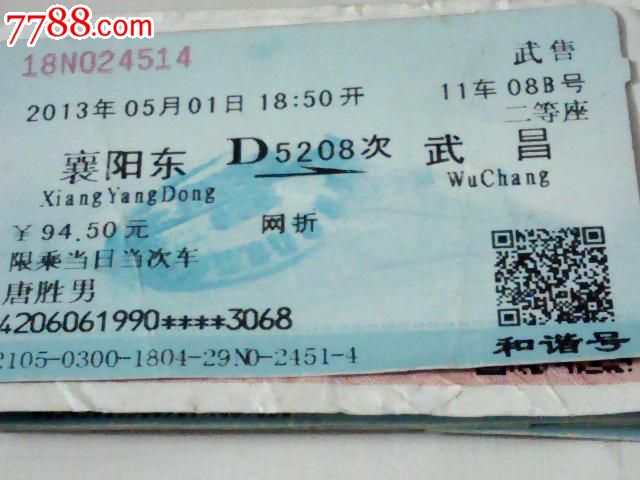 7788.com
18N024514
武售
2013年05月01日 18:50开
11车 08B号
二等座
襄阳东 D5208次 武昌
XiangYangDong WuChang
￥94.50元 网折
限乘当日当次车
唐胜男
4206061990****3068
2105-0300-1804-29N0-2451-4
和谐号